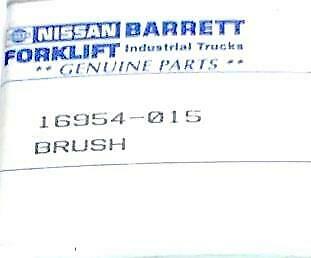 NISSAN BARRETT
FORKLIFT Industrial Trucks
** GENUINE PARTS **
16954-015
BRUSH